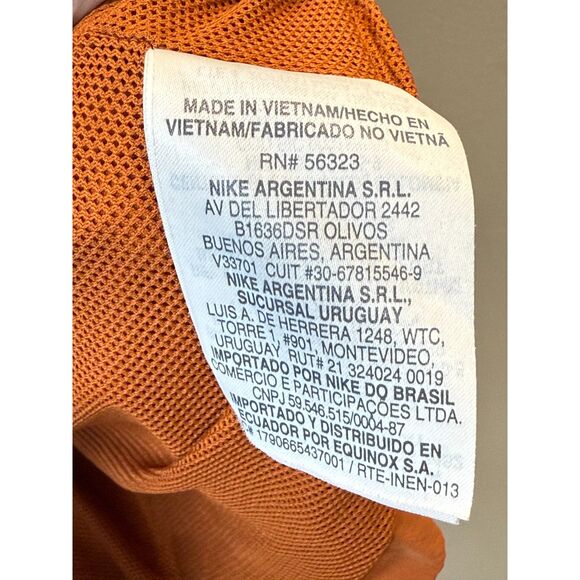 MADE IN VIETNAM/HECHO EN
VIETNAM/FABRICADO NO VIETNÃ
RN# 56323
NIKE ARGENTINA S.R.L.
AV DEL LIBERTADOR 2442
B1636DSR OLIVOS
BUENOS AIRES, ARGENTINA
V33701 CUIT #30-67815546-9
NIKE ARGENTINA S.R.L.,
SUCURSAL URUGUAY
LUIS A. DE HERRERA 1248, WTC,
TORRE 1 #901, MONTEVIDEO,
URUGUAY RUT# 21 324024 0019
IMPORTADO POR NIKE DO BRASIL
COMERCIO E PARTICIPAÇÕES LTDA.
CNPJ 59.546.515/0004-87
IMPORTADO Y DISTRIBUIDO EN
ECUADOR POR EQUINOX S.A.
1790665437001 / RTE-INEN-013